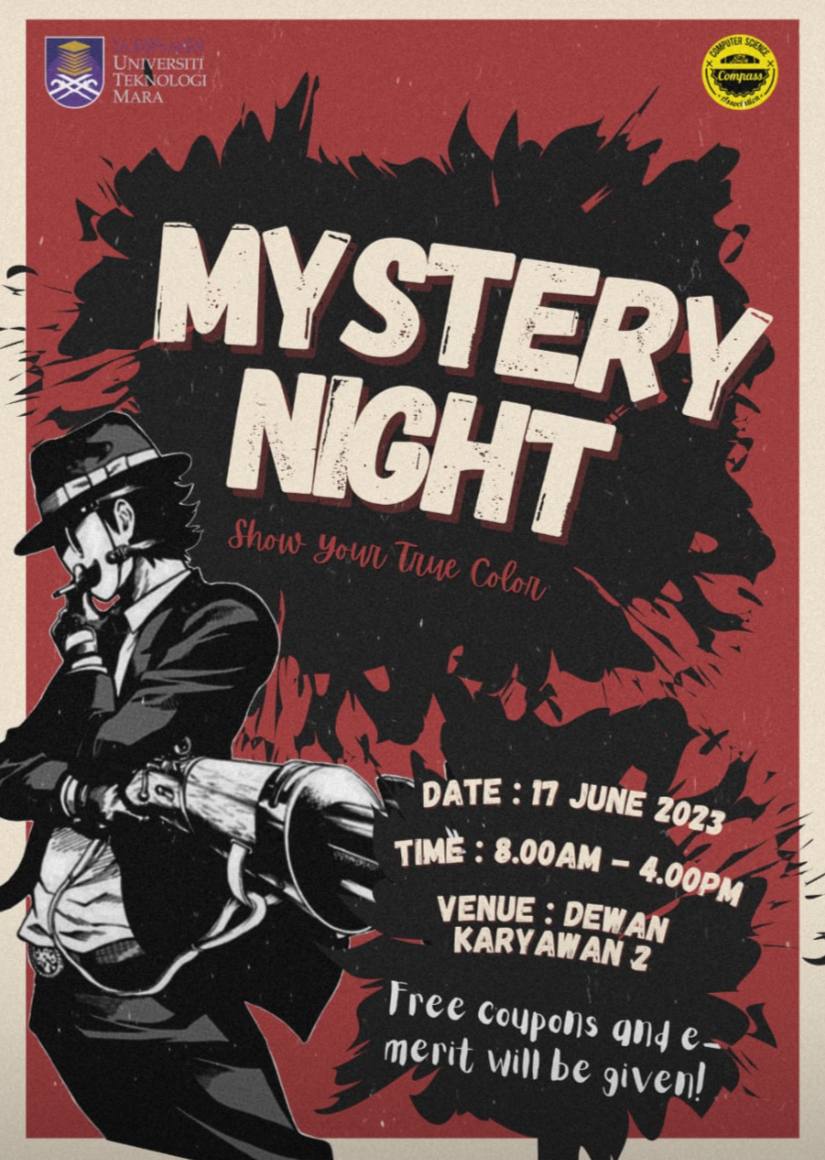 UNIVERSITI
TEKNOLOGI
MARA
COMPUTER SCIENCE
Compass
MYSTERY
NIGHT
Show Your True Color
DATE : 17 JUNE 2023
TIME : 8.00AM – 4.00PM
VENUE : DEWAN
KARYAWAN 2
Free coupons and e-
merit will be given!